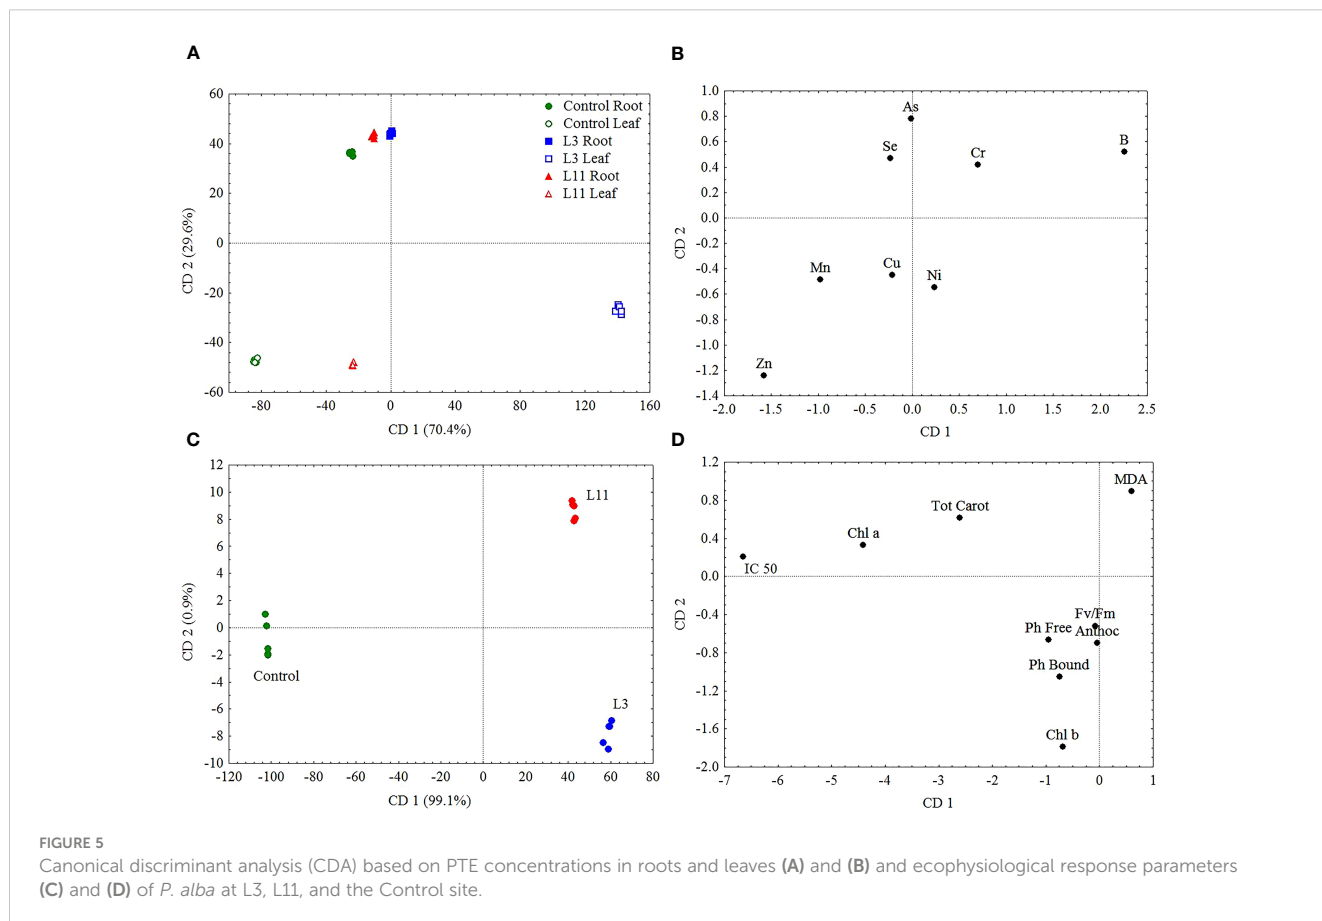 A
60
40
20
0
-20
-40
-60
CD 2 (29.6%)
-80
-40
0
40
80
120
160
CD 1 (70.4%)
Control Root
Control Leaf
L3 Root
L3 Leaf
L11 Root
L11 Leaf
B
1.0
0.8
0.6
0.4
0.2
0.0
-0.2
-0.4
-0.6
-0.8
-1.0
-1.2
-1.4
CD 2
-2.0
-1.5
-1.0
-0.5
0.0
0.5
1.0
1.5
2.0
2.5
CD 1
As
Se
Cr
B
Mn
Cu
Ni
Zn
C
12
10
8
6
4
2
0
-2
-4
-6
-8
-10
CD 2 (0.9%)
-120
-100
-80
-60
-40
-20
0
20
40
60
80
CD 1 (99.1%)
L11
Control
L3
D
1.2
0.8
0.4
0.0
-0.4
-0.8
-1.2
-1.6
-2.0
CD 2
-7
-6
-5
-4
-3
-2
-1
0
1
CD 1
MDA
Tot Carot
Chl a
IC 50
Fv/Fm
Ph Free
Anthoc
Ph Bound
Chl b
FIGURE 5
Canonical discriminant analysis (CDA) based on PTE concentrations in roots and leaves (A) and (B) and ecophysiological response parameters
(C) and (D) of P. alba at L3, L11, and the Control site.